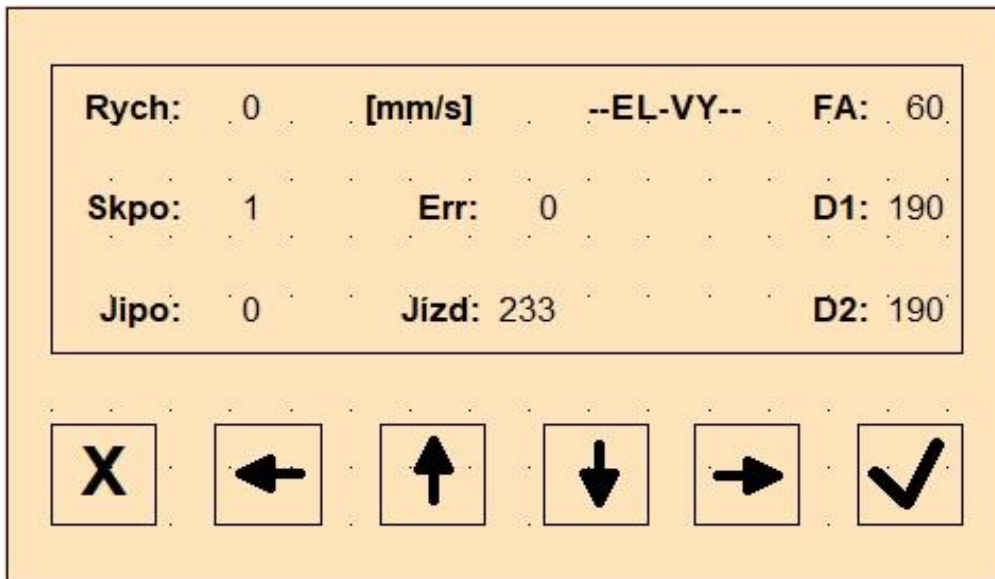 Rych: 0 [mm/s] --EL-VY-- FA: 60
Skpo: 1 Err: 0 D1: 190
Jipo: 0 Jízd: 233 D2: 190
X